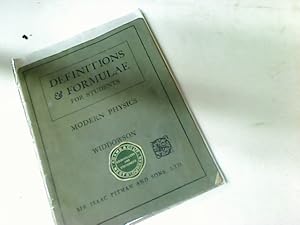 DEFINITIONS
& FORMULAE
FOR STUDENTS
MODERN PHYSICS
WIDDOWSON
SIR ISAAC PITMAN AND SONS, LTD.